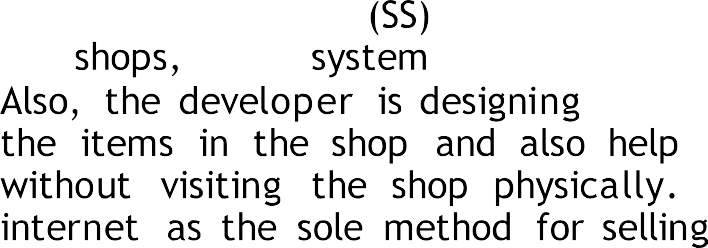 (SS)
shops, system
Also, the developer is designing
the items in the shop and also help
without visiting the shop physically.
internet as the sole method for selling